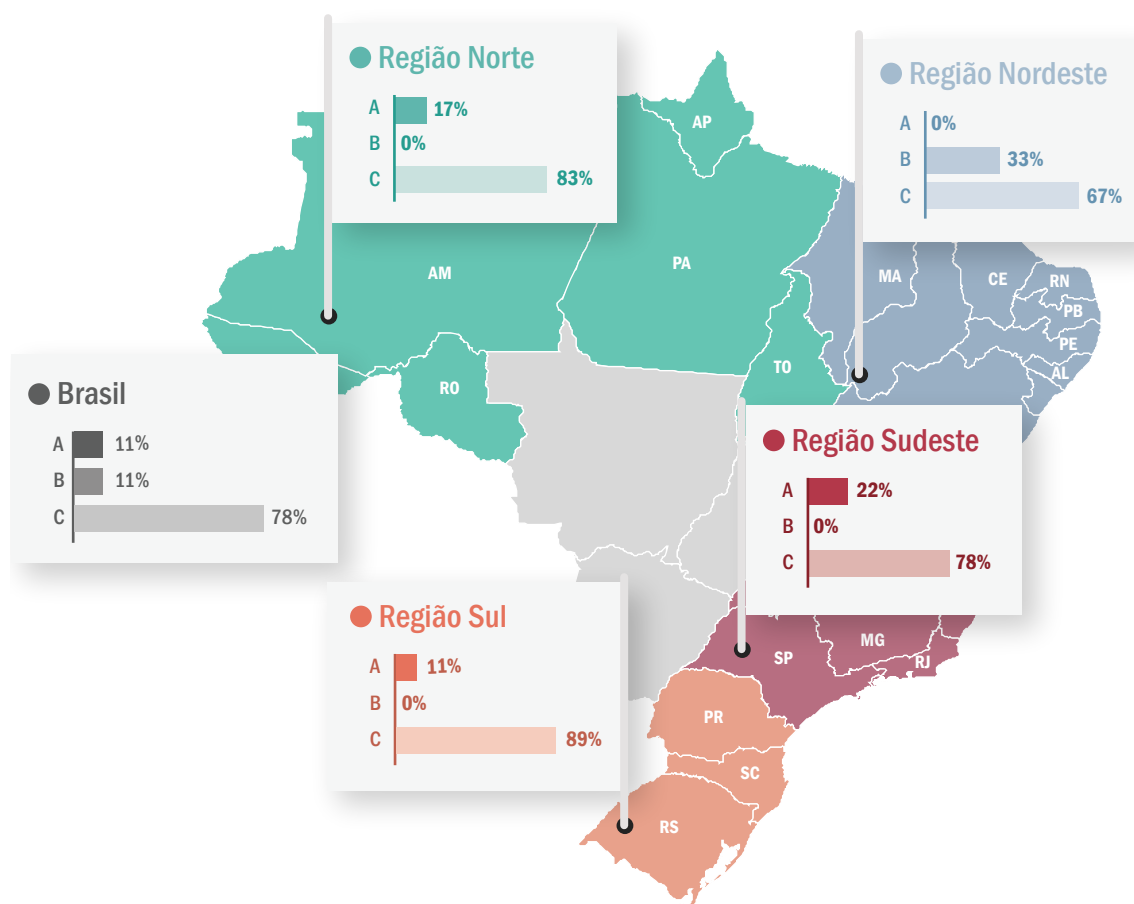 Região Norte
A 17%
B 0%
C 83%
Região Nordeste
A 0%
B 33%
C 67%
AP
AM
PA
MA
CE
RN
PB
PE
AL
TO
RO
Brasil
A 11%
B 11%
C 78%
Região Sudeste
A 22%
B 0%
C 78%
Região Sul
A 11%
B 0%
C 89%
MG
SP
RJ
PR
SC
RS